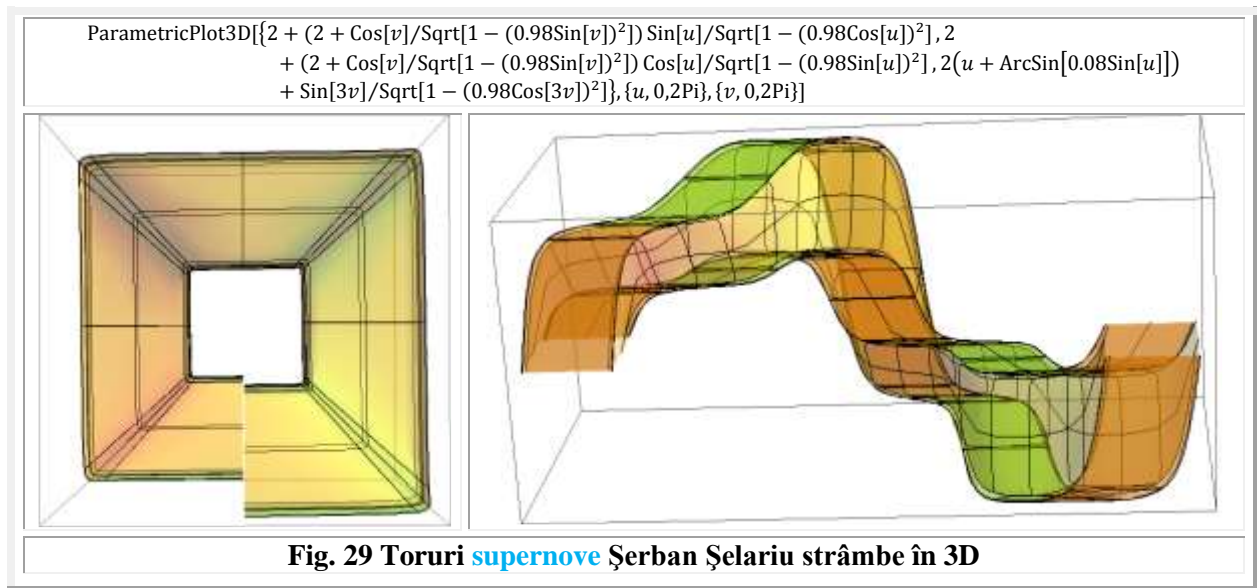 ParametricPlot3D[{2 + (2 + Cos[𝑣]/Sqrt[1 − (0.98Sin[𝑣])²]) Sin[𝑢]/Sqrt[1 − (0.98Cos[𝑢])²] , 2
+ (2 + Cos[𝑣]/Sqrt[1 − (0.98Sin[𝑣])²]) Cos[𝑢]/Sqrt[1 − (0.98Sin[𝑢])²] , 2(𝑢 + ArcSin[0.08Sin[𝑢]])
+ Sin[3𝑣]/Sqrt[1 − (0.98Cos[3𝑣])²]}, {𝑢, 0,2Pi}, {𝑣, 0,2Pi}]
Fig. 29 Toruri supernove Şerban Şelariu strâmbe în 3D